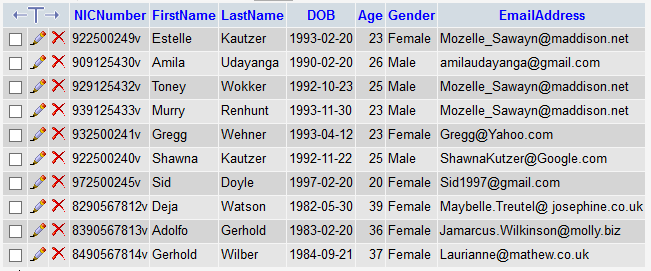 NICNumber FirstName LastName DOB Age Gender EmailAddress
922500249v Estelle Kautzer 1993-02-20 23 Female Mozelle_Sawayn@maddison.net
909125430v Amila Udayanga 1990-02-20 26 Male amilaudayanga@gmail.com
929125432v Toney Wokker 1992-10-23 25 Male Mozelle_Sawayn@maddison.net
939125433v Murry Renhunt 1993-11-30 23 Male Mozelle_Sawayn@maddison.net
932500241v Gregg Wehner 1993-04-12 23 Female Gregg@Yahoo.com
922500240v Shawna Kautzer 1992-11-22 25 Male ShawnaKutzer@Google.com
972500245v Sid Doyle 1997-02-20 20 Female Sid1997@gmail.com
8290567812v Deja Watson 1982-05-30 39 Female Maybelle.Treutel@ josephine.co.uk
8390567813v Adolfo Gerhold 1983-02-20 36 Female Jamarcus.Wilkinson@molly.biz
8490567814v Gerhold Wilber 1984-09-21 37 Female Laurianne@mathew.co.uk